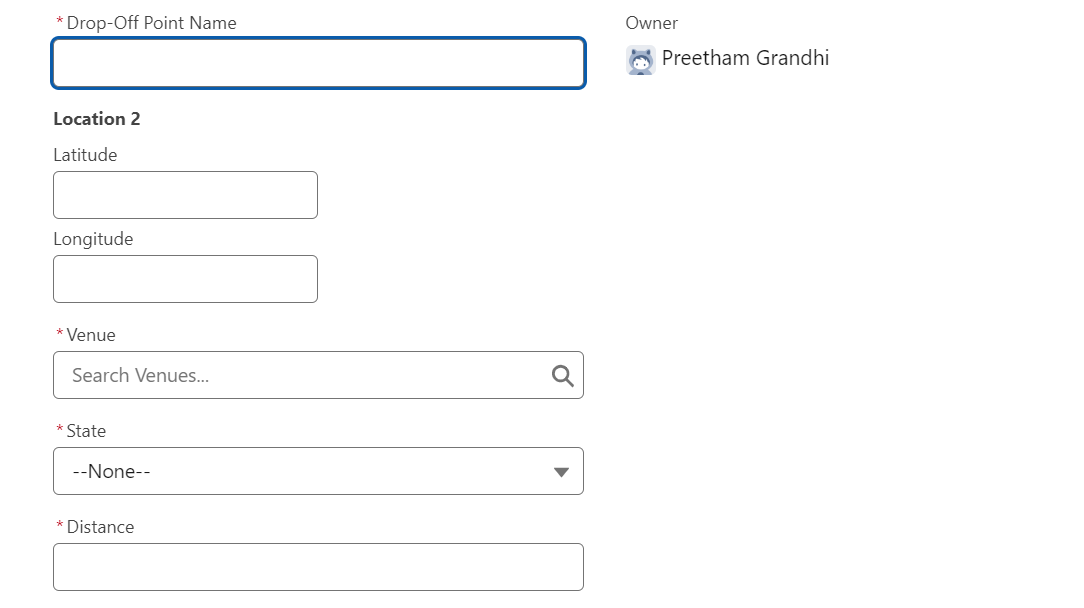 *Drop-Off Point Name
Owner
Preetham Grandhi
Location 2
Latitude
Longitude
*Venue
Search Venues...
*State
--None--
*Distance